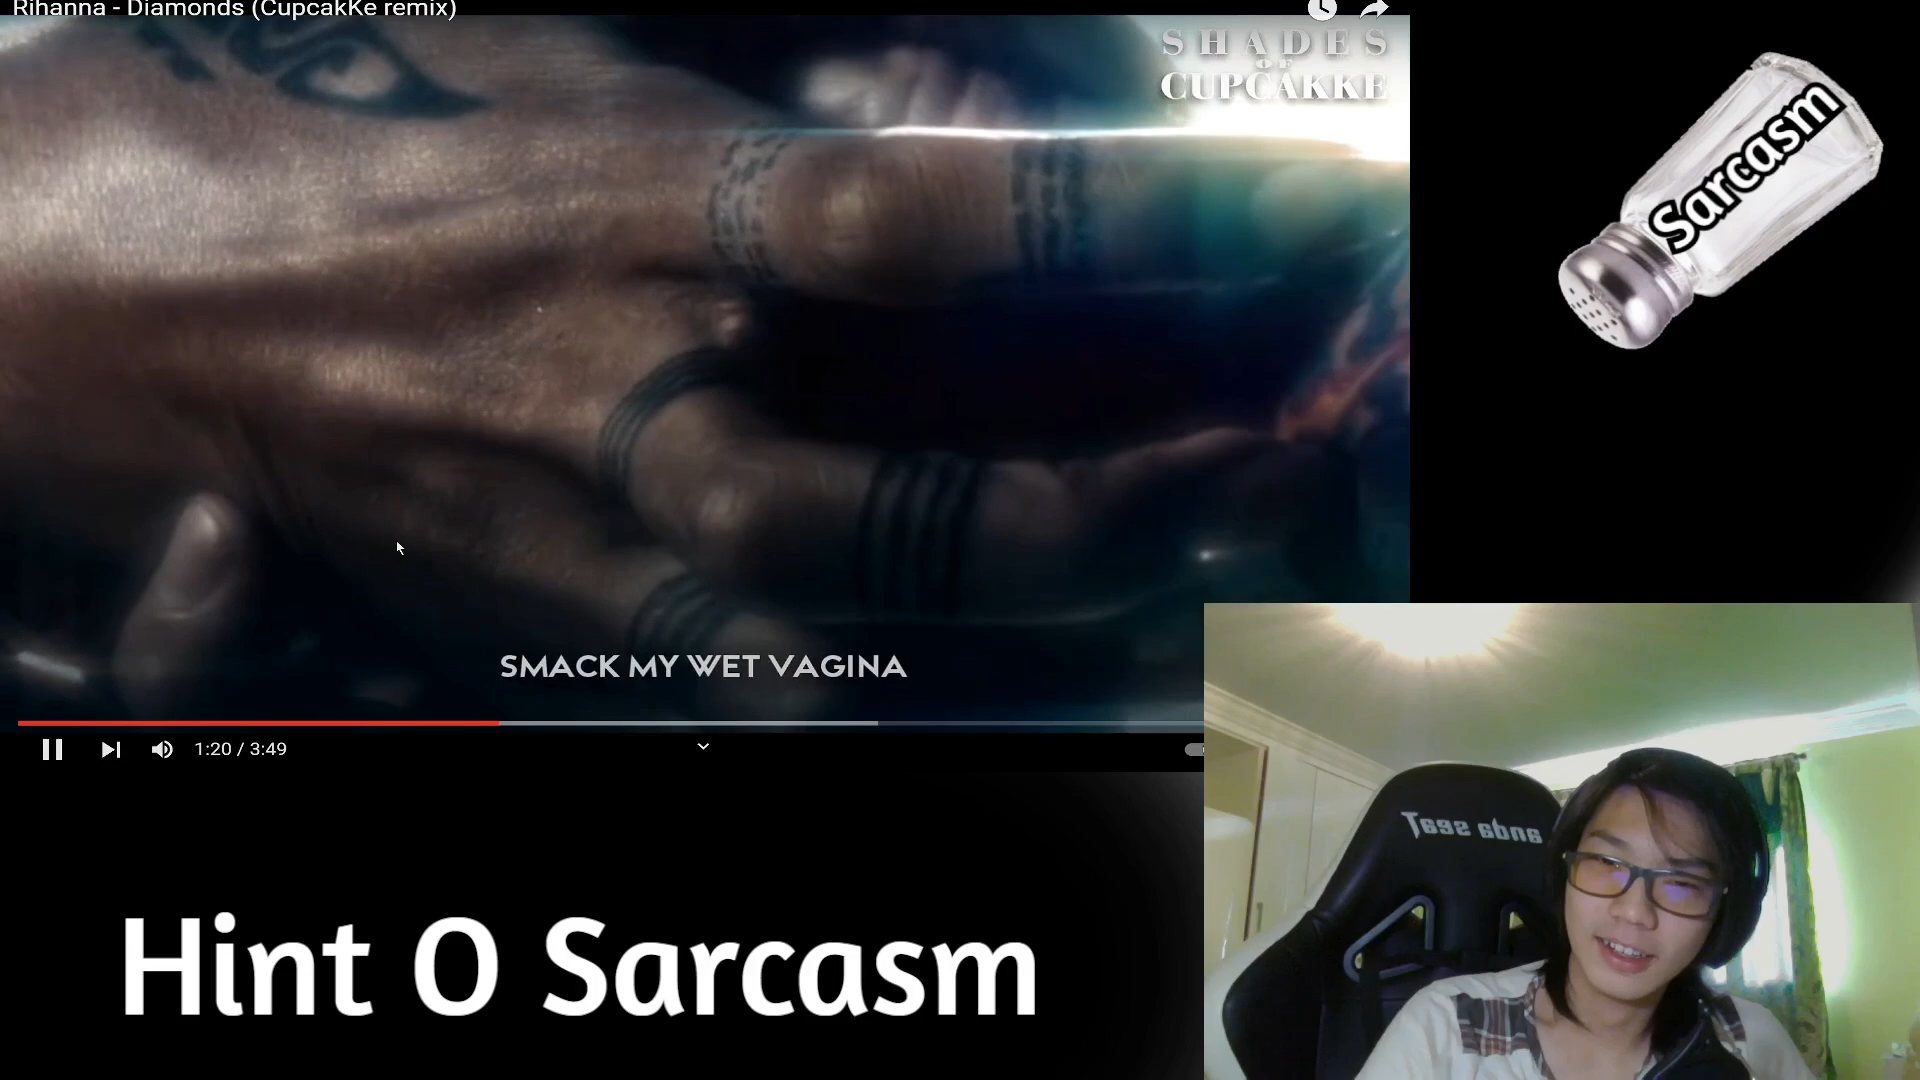 Rihanna - Diamonds (CupcakKe remix)
SHADES
OF
CUPCAKKE
Sarcasm
SMACK MY WET VAGINA
1:20 / 3:49
Hint O Sarcasm